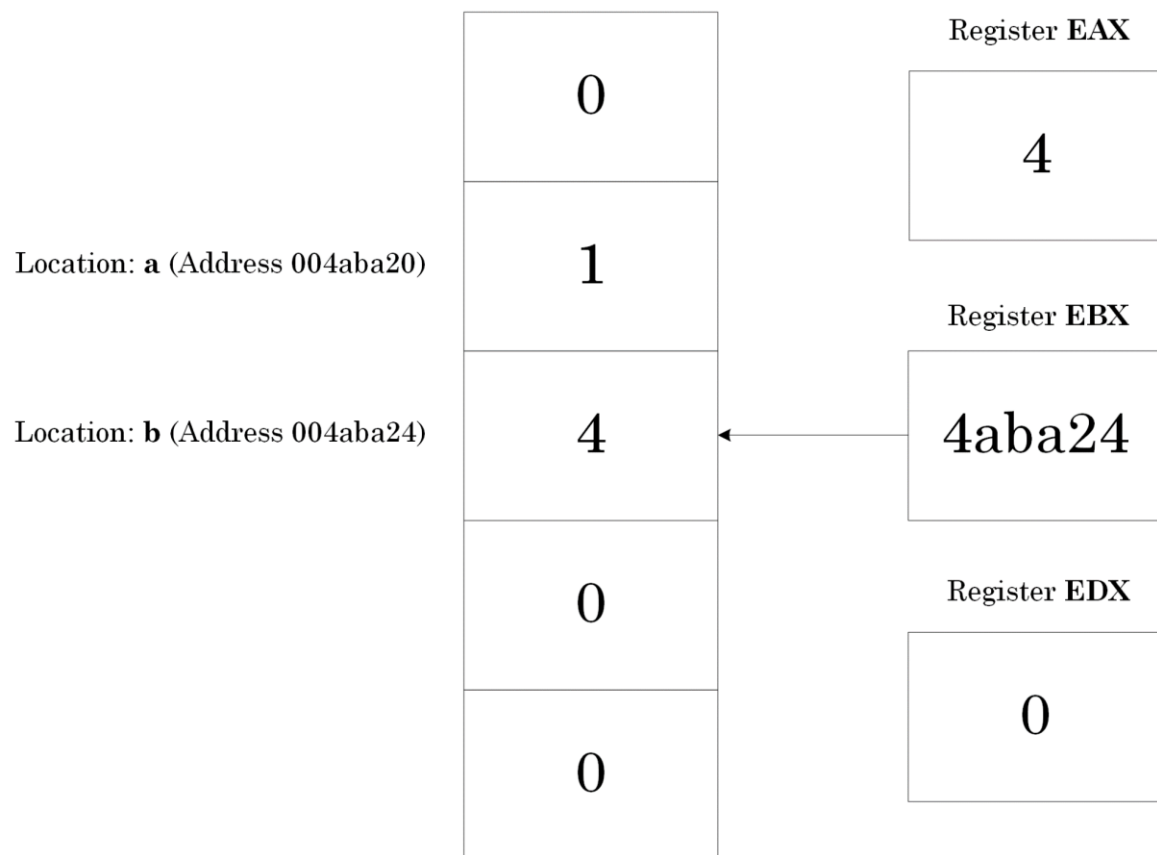 0
Register EAX
4
Location: a (Address 004aba20)
1
Register EBX
Location: b (Address 004aba24)
4
4aba24
0
Register EDX
0
0